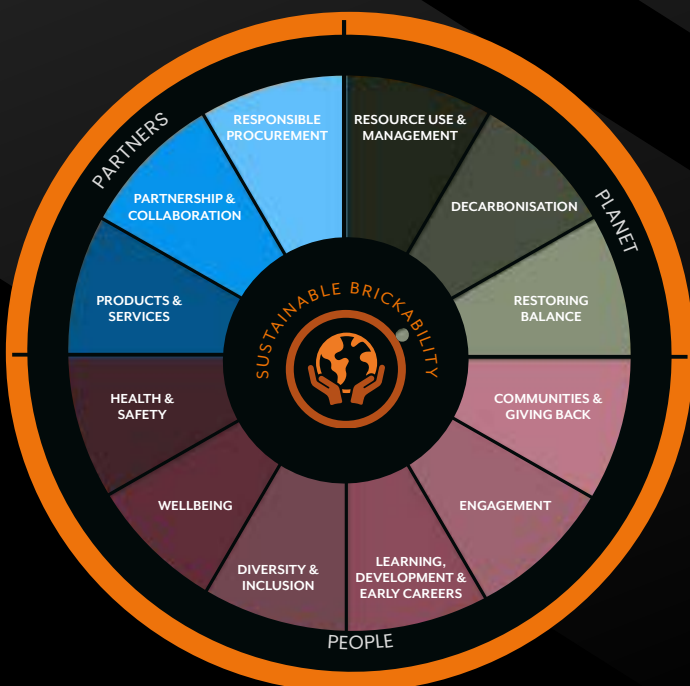 PARTNERS
PLANET
PEOPLE
RESPONSIBLE
PROCUREMENT
RESOURCE USE &
MANAGEMENT
PARTNERSHIP &
COLLABORATION
DECARBONISATION
PRODUCTS &
SERVICES
RESTORING
BALANCE
SUSTAINABLE BRICKABILITY
HEALTH &
SAFETY
COMMUNITIES &
GIVING BACK
WELLBEING
ENGAGEMENT
DIVERSITY &
INCLUSION
LEARNING,
DEVELOPMENT &
EARLY CAREERS